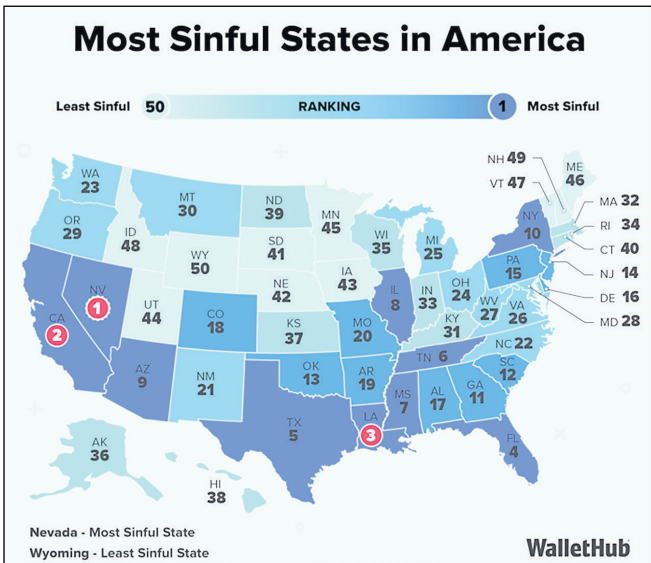 Most Sinful States in America
Least Sinful 50 RANKING 1 Most Sinful
NH 49
VT 47
ME 46
WA 23
MT 30
ND 39
MN 45
MA 32
OR 29
ID 48
SD 41
WI 35
MI 25
NY 10
RI 34
CT 40
WY 50
IA 43
PA 15
NJ 14
NV 1
NE 42
IL 8
IN 33
OH 24
DE 16
CA 2
UT 44
CO 18
KS 37
MO 20
KY 31
WV 27
VA 26
MD 28
AZ 9
NM 21
OK 13
AR 19
TN 6
NC 22
SC 12
TX 5
LA 3
MS 7
AL 17
GA 11
FL 4
AK 36
HI 38
Nevada - Most Sinful State
Wyoming - Least Sinful State
WalletHub